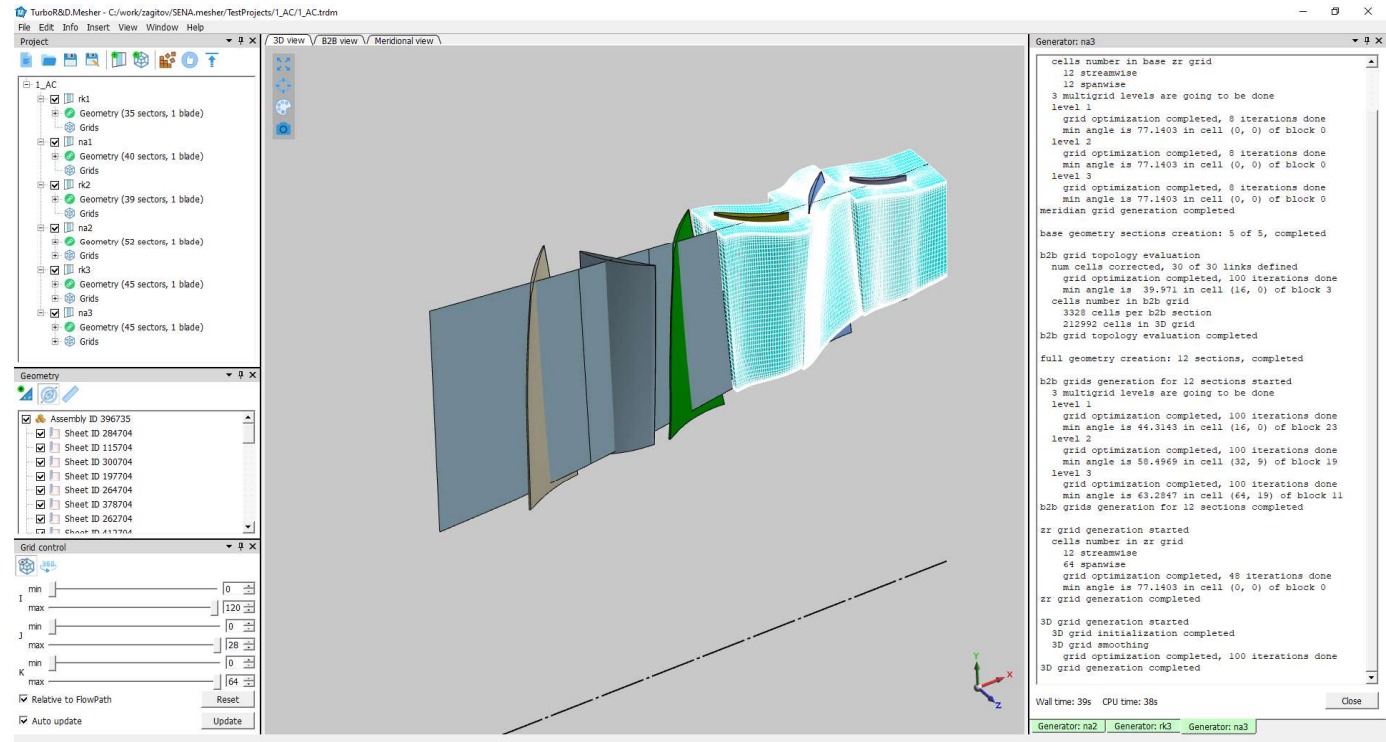 TurboR&D.Mesher - C:/work/zagitov/SENA.mesher/TestProjects/1_AC/1_AC.trdm
File Edit Info Insert View Window Help
Project
3D view B2B view Meridional view
Generator: na3
1_AC
rk1
Geometry (35 sectors, 1 blade)
Grids
na1
Geometry (40 sectors, 1 blade)
Grids
rk2
Geometry (39 sectors, 1 blade)
Grids
na2
Geometry (52 sectors, 1 blade)
Grids
rk3
Geometry (45 sectors, 1 blade)
Grids
na3
Geometry (45 sectors, 1 blade)
Grids
Geometry
Assembly ID 396735
Sheet ID 284704
Sheet ID 115704
Sheet ID 300704
Sheet ID 197704
Sheet ID 264704
Sheet ID 378704
Sheet ID 262704
Sheet ID 412704
Grid control
360°
I
min 0
max 120
J
min 0
max 28
K
min 0
max 64
Relative to FlowPath Reset
Auto update Update
Y
X
Z
cells number in base zr grid
12 streamwise
12 spanwise
3 multigrid levels are going to be done
level 1
grid optimization completed, 8 iterations done
min angle is 77.1403 in cell (0, 0) of block 0
level 2
grid optimization completed, 8 iterations done
min angle is 77.1403 in cell (0, 0) of block 0
level 3
grid optimization completed, 8 iterations done
min angle is 77.1403 in cell (0, 0) of block 0
meridian grid generation completed
base geometry sections creation: 5 of 5, completed
b2b grid topology evaluation
num cells corrected, 30 of 30 links defined
grid optimization completed, 100 iterations done
min angle is 39.971 in cell (16, 0) of block 3
cells number in b2b grid
3328 cells per b2b section
212992 cells in 3D grid
b2b grid topology evaluation completed
full geometry creation: 12 sections, completed
b2b grids generation for 12 sections started
3 multigrid levels are going to be done
level 1
grid optimization completed, 100 iterations done
min angle is 44.3143 in cell (16, 0) of block 23
level 2
grid optimization completed, 100 iterations done
min angle is 58.4969 in cell (32, 9) of block 19
level 3
grid optimization completed, 100 iterations done
min angle is 63.2847 in cell (64, 19) of block 11
b2b grids generation for 12 sections completed
zr grid generation started
cells number in zr grid
12 streamwise
64 spanwise
grid optimization completed, 48 iterations done
min angle is 77.1403 in cell (0, 0) of block 0
zr grid generation completed
3D grid generation started
3D grid initialization completed
3D grid smoothing
grid optimization completed, 100 iterations done
3D grid generation completed
Wall time: 39s CPU time: 38s Close
Generator: na2 Generator: rk3 Generator: na3